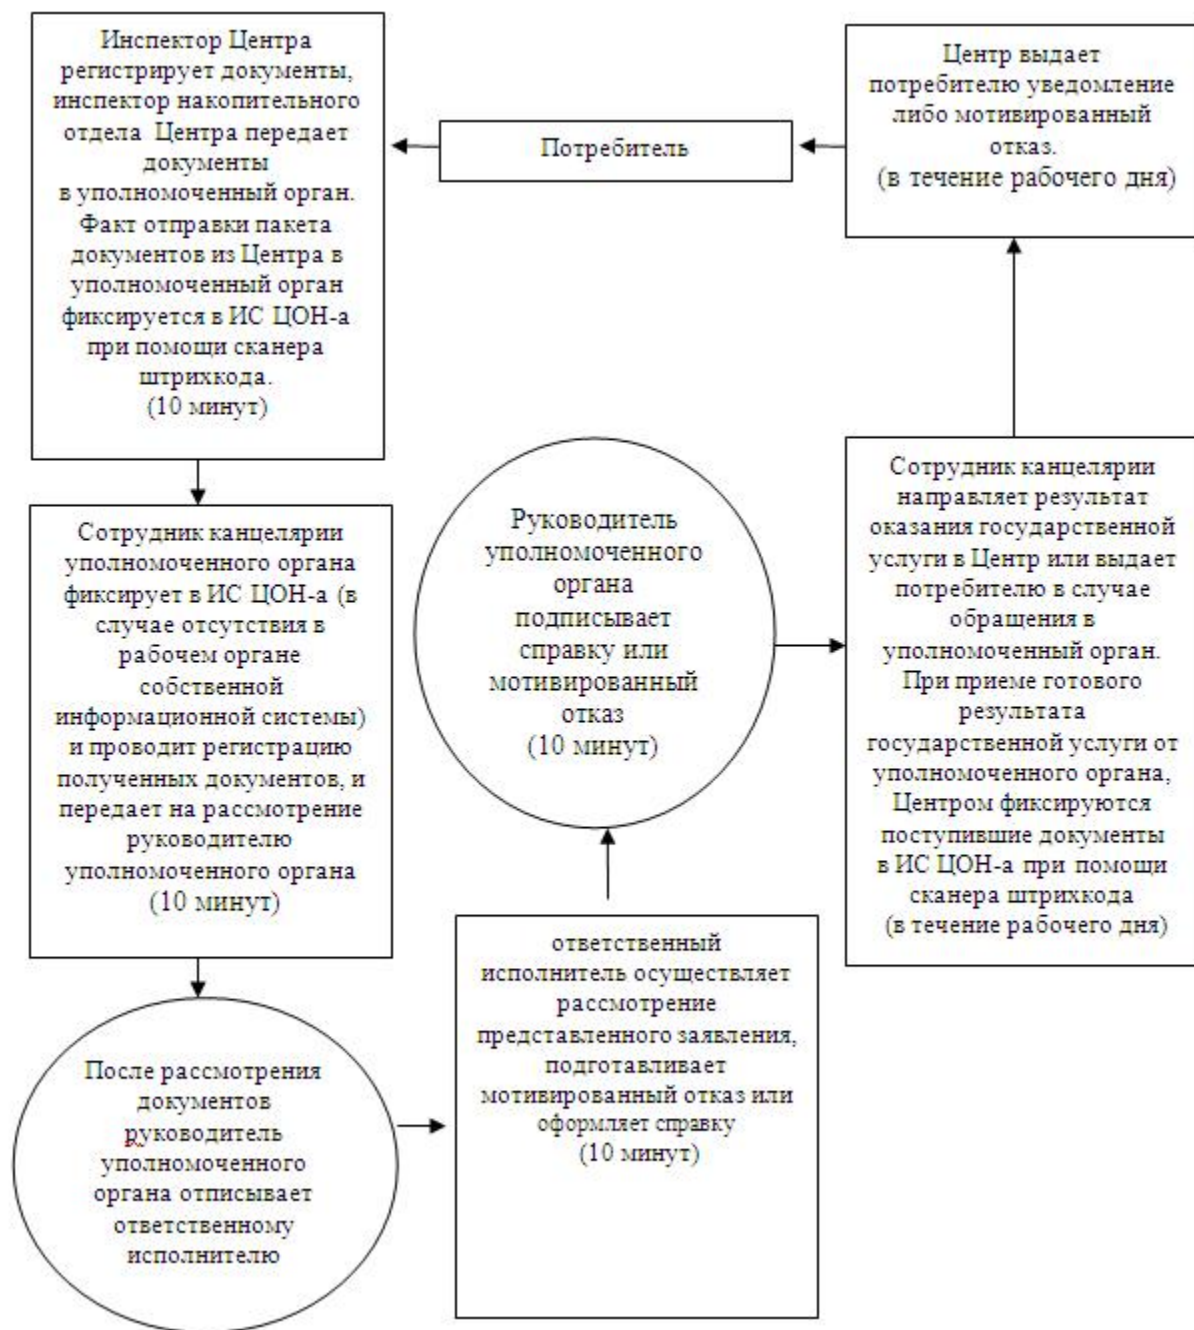 Потребитель
Инспектор Центра
регистрирует документы,
инспектор накопительного
отдела Центра передает
документы
в уполномоченный орган.
Факт отправки пакета
документов из Центра в
уполномоченный орган
фиксируется в ИС ЦОН-а
при помощи сканера
штрихкода.
(10 минут)
Сотрудник канцелярии
уполномоченного органа
фиксирует в ИС ЦОН-а (в
случае отсутствия в
рабочем органе
собственной
информационной системы)
и проводит регистрацию
полученных документов, и
передает на рассмотрение
руководителю
уполномоченного органа
(10 минут)
После рассмотрения
документов
руководитель
уполномоченного
органа отписывает
ответственному
исполнителю
ответственный
исполнитель осуществляет
рассмотрение
представленного заявления,
подготавливает
мотивированный отказ или
оформляет справку
(10 минут)
Руководитель
уполномоченного
органа
подписывает
справку или
мотивированный
отказ
(10 минут)
Сотрудник канцелярии
направляет результат
оказания государственной
услуги в Центр или выдает
потребителю в случае
обращения в
уполномоченный орган.
При приеме готового
результата
государственной услуги от
уполномоченного органа,
Центром фиксируются
поступившие документы
в ИС ЦОН-а при помощи
сканера штрихкода
(в течение рабочего дня)
Центр выдает
потребителю уведомление
либо мотивированный
отказ.
(в течение рабочего дня)